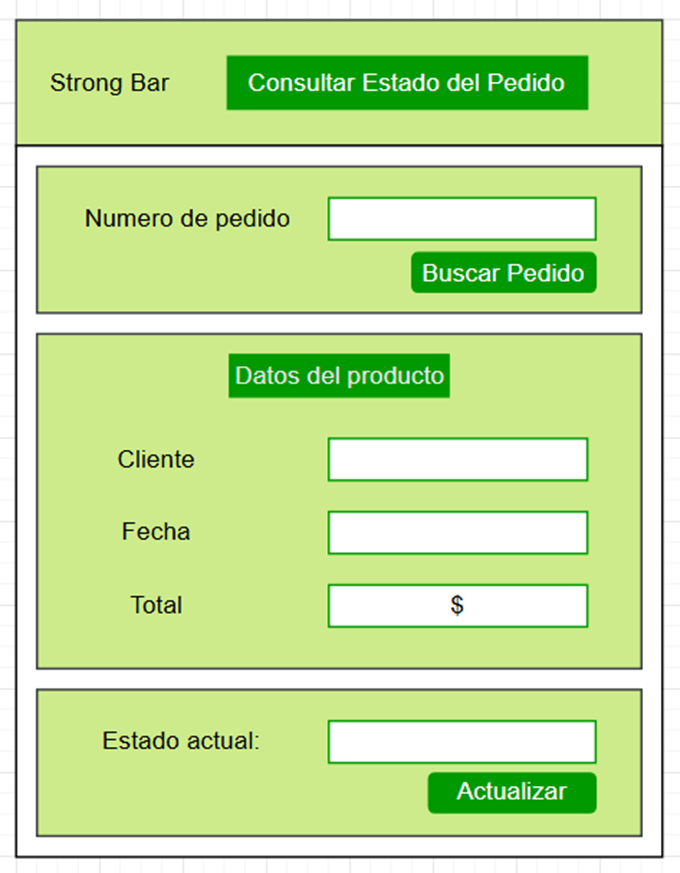 Strong Bar
Consultar Estado del Pedido
Numero de pedido
Buscar Pedido
Datos del producto
Cliente
Fecha
Total
$
Estado actual:
Actualizar